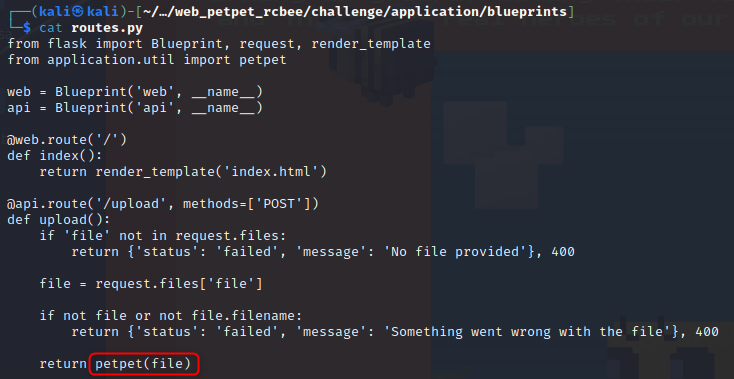 ┌──(kali㉿kali)-[~/…/web_petpet_rcbee/challenge/application/blueprints]
└─$ cat routes.py
from flask import Blueprint, request, render_template
from application.util import petpet

web = Blueprint('web', __name__)
api = Blueprint('api', __name__)

@web.route('/')
def index():
    return render_template('index.html')

@api.route('/upload', methods=['POST'])
def upload():
    if 'file' not in request.files:
        return {'status': 'failed', 'message': 'No file provided'}, 400

    file = request.files['file']

    if not file or not file.filename:
        return {'status': 'failed', 'message': 'Something went wrong with the file'}, 400

    return petpet(file)